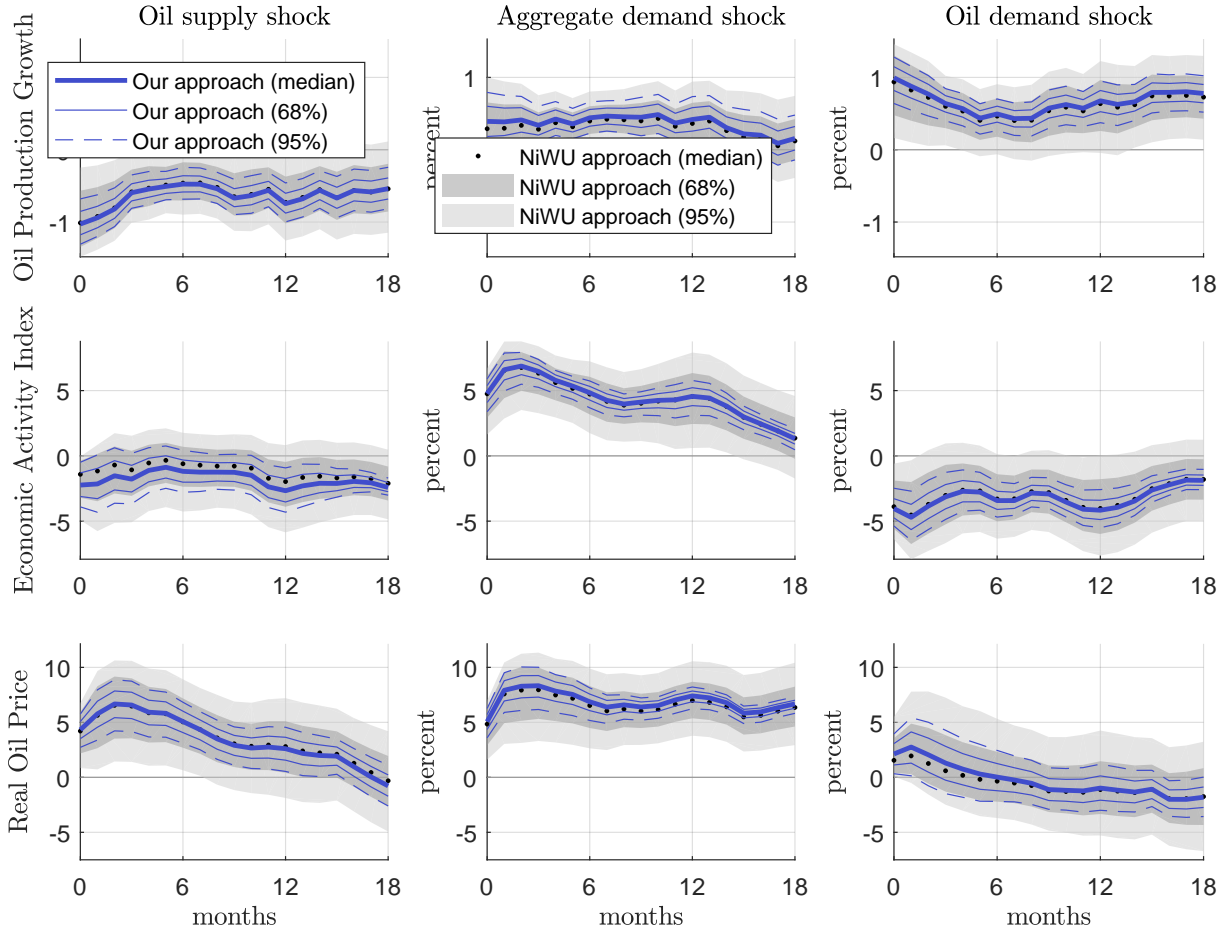 Oil supply shock
Aggregate demand shock
Oil demand shock
Oil Production Growth
Our approach (median)
Our approach (68%)
Our approach (95%)
-1
0 6 12 18
percent
1
NiWU approach (median)
NiWU approach (68%)
NiWU approach (95%)
0 6 12 18
percent
1
0
-1
0 6 12 18
Economic Activity Index
5
0
-5
0 6 12 18
percent
5
0
-5
0 6 12 18
percent
5
0
-5
0 6 12 18
Real Oil Price
10
5
0
-5
0 6 12 18
months
percent
10
5
0
-5
0 6 12 18
months
percent
10
5
0
-5
0 6 12 18
months